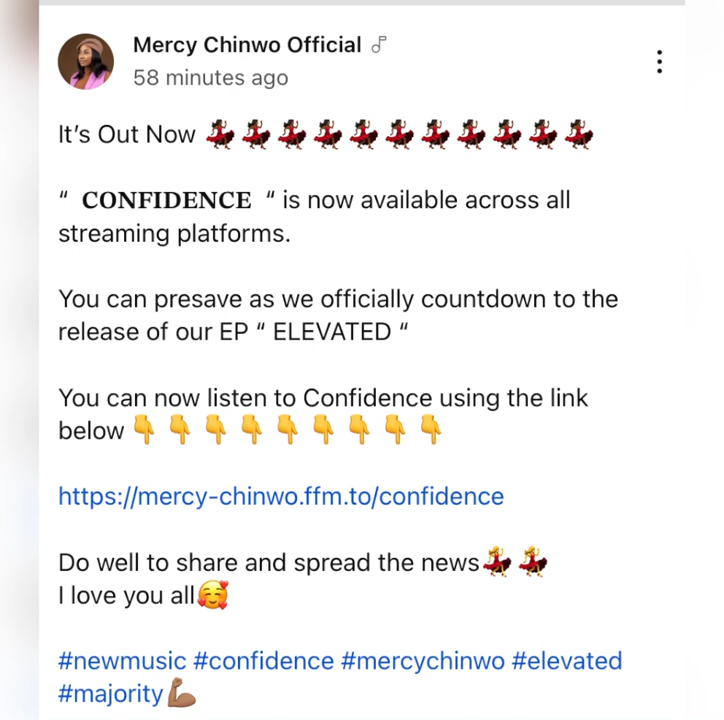 Mercy Chinwo Official
58 minutes ago
It's Out Now 💃🏿💃🏿💃🏿💃🏿💃🏿💃🏿💃🏿💃🏿💃🏿💃🏿💃🏿
“ 𝐂𝐎𝐍𝐅𝐈𝐃𝐄𝐍𝐂𝐄 “ is now available across all
streaming platforms.
You can presave as we officially countdown to the
release of our EP “ ELEVATED “
You can now listen to Confidence using the link
below 👇👇👇👇👇👇👇👇👇
https://mercy-chinwo.ffm.to/confidence
Do well to share and spread the news💃💃
I love you all🥰
#newmusic #confidence #mercychinwo #elevated
#majority💪🏽